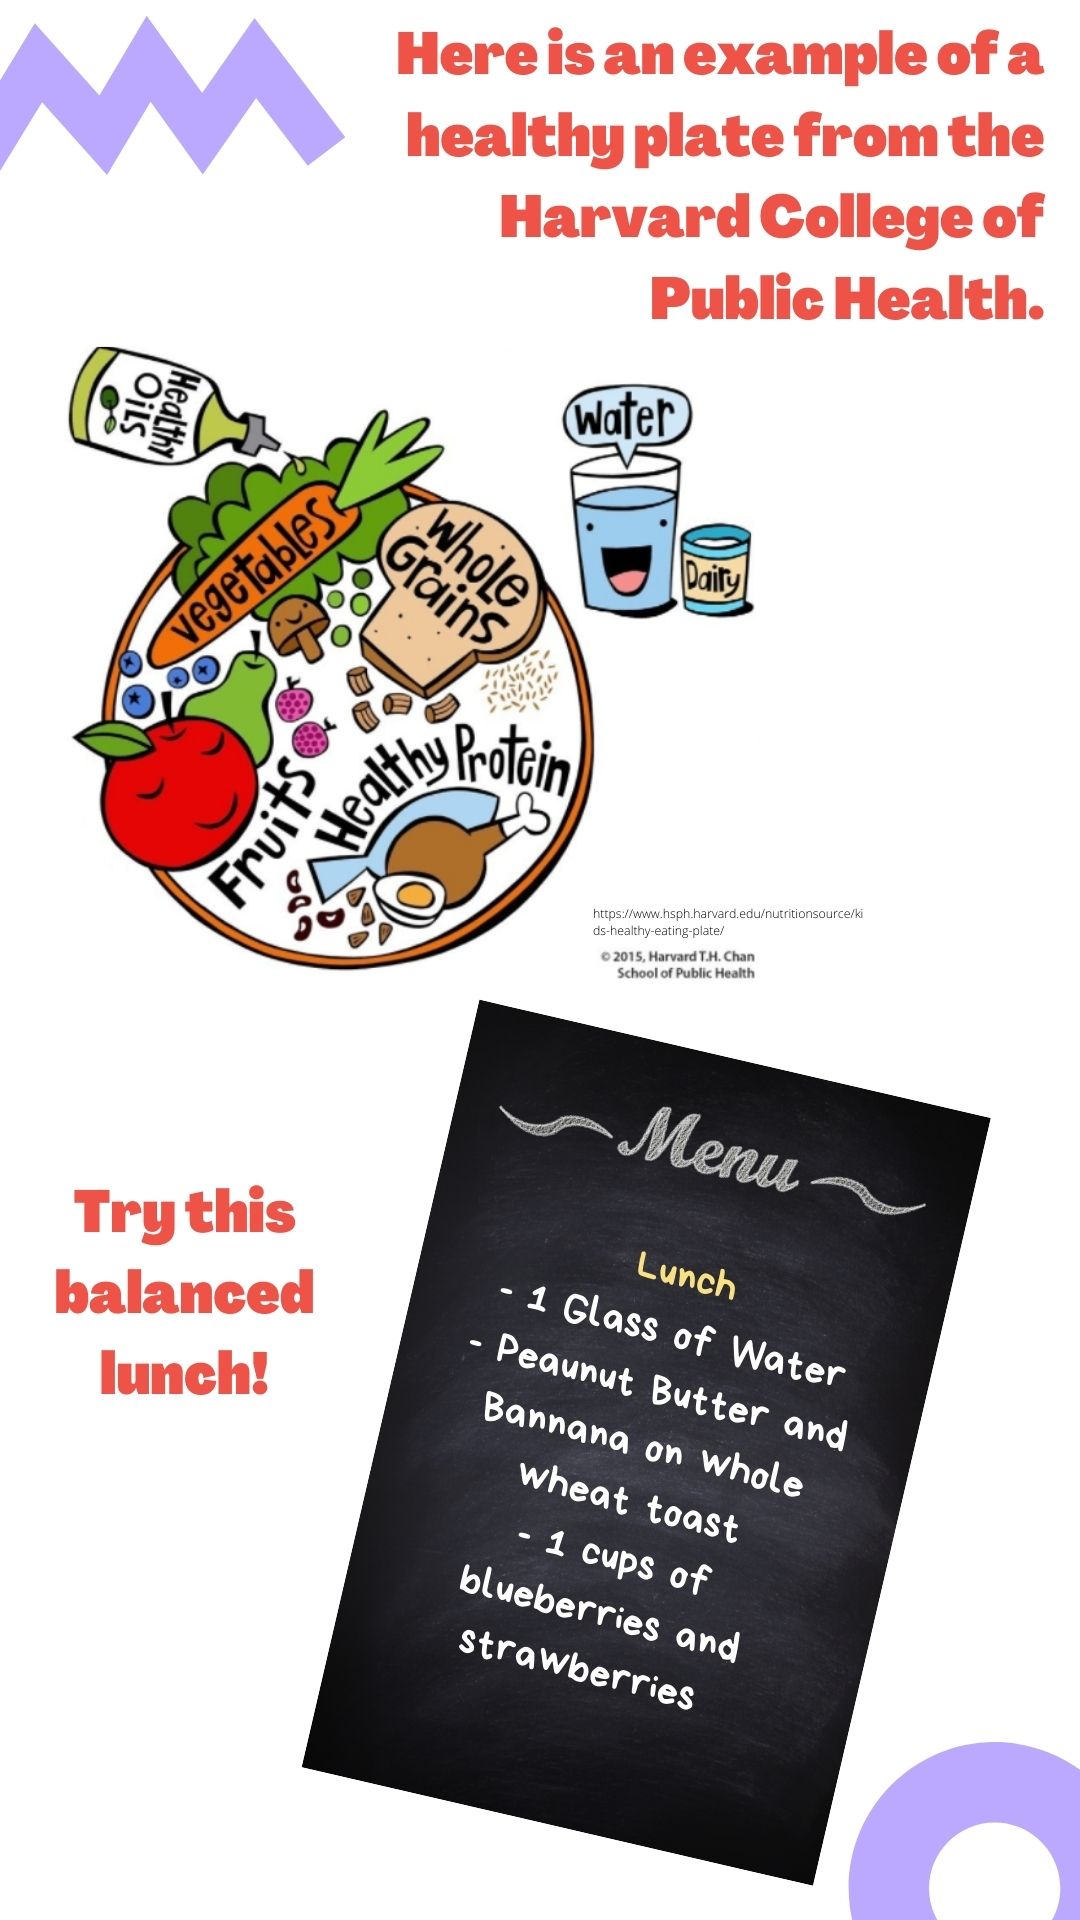 Here is an example of a
healthy plate from the
Harvard College of
Public Health.
Healthy
Oils
Water
Dairy
Vegetables
Whole
Grains
Fruits
Healthy Protein
https://www.hsph.harvard.edu/nutritionsource/ki
ds-healthy-eating-plate/
© 2015, Harvard T.H. Chan
School of Public Health
Try this
balanced
lunch!
Menu
Lunch
- 1 Glass of Water
- Peaunut Butter and
Bannana on whole
wheat toast
- 1 cups of
blueberries and
strawberries